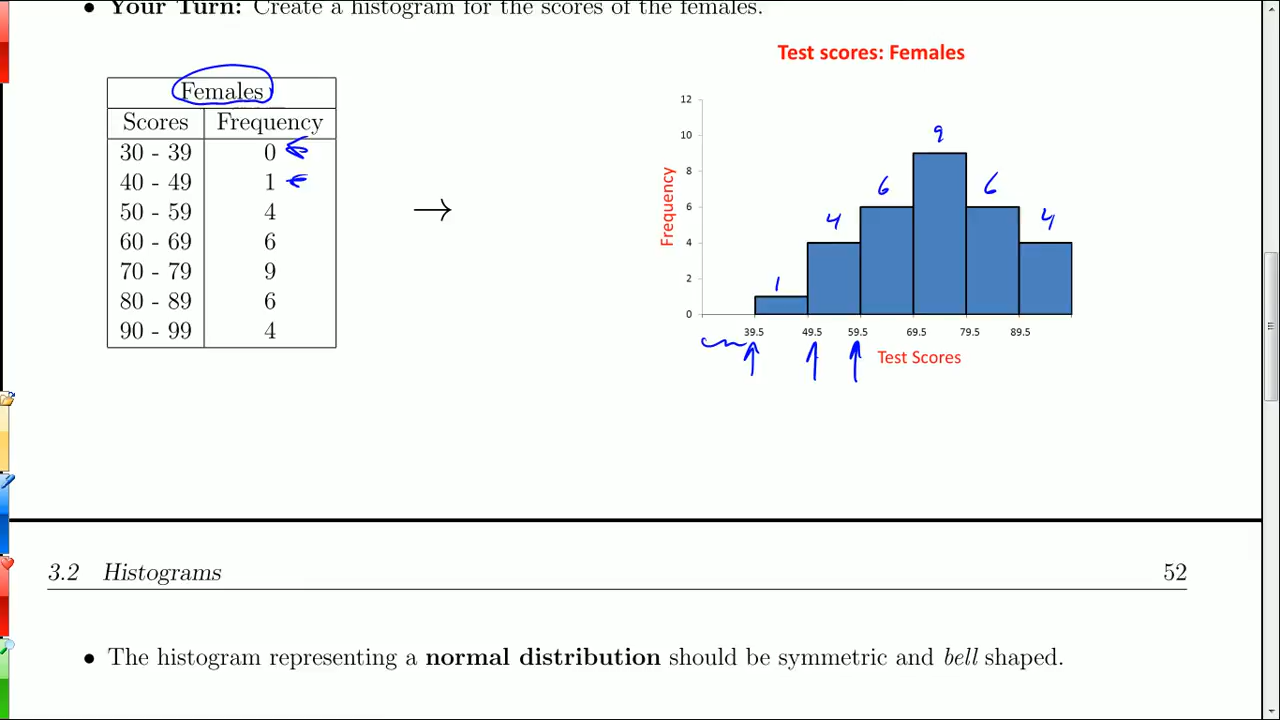 • Your Turn: Create a histogram for the scores of the females.
Females
Scores Frequency
30 - 39 0
40 - 49 1
50 - 59 4
60 - 69 6
70 - 79 9
80 - 89 6
90 - 99 4
→
Test scores: Females
Frequency
12
10
8
6
4
2
0
1
4
6
9
6
4
39.5 49.5 59.5 69.5 79.5 89.5
Test Scores
3.2 Histograms 52
• The histogram representing a normal distribution should be symmetric and bell shaped.